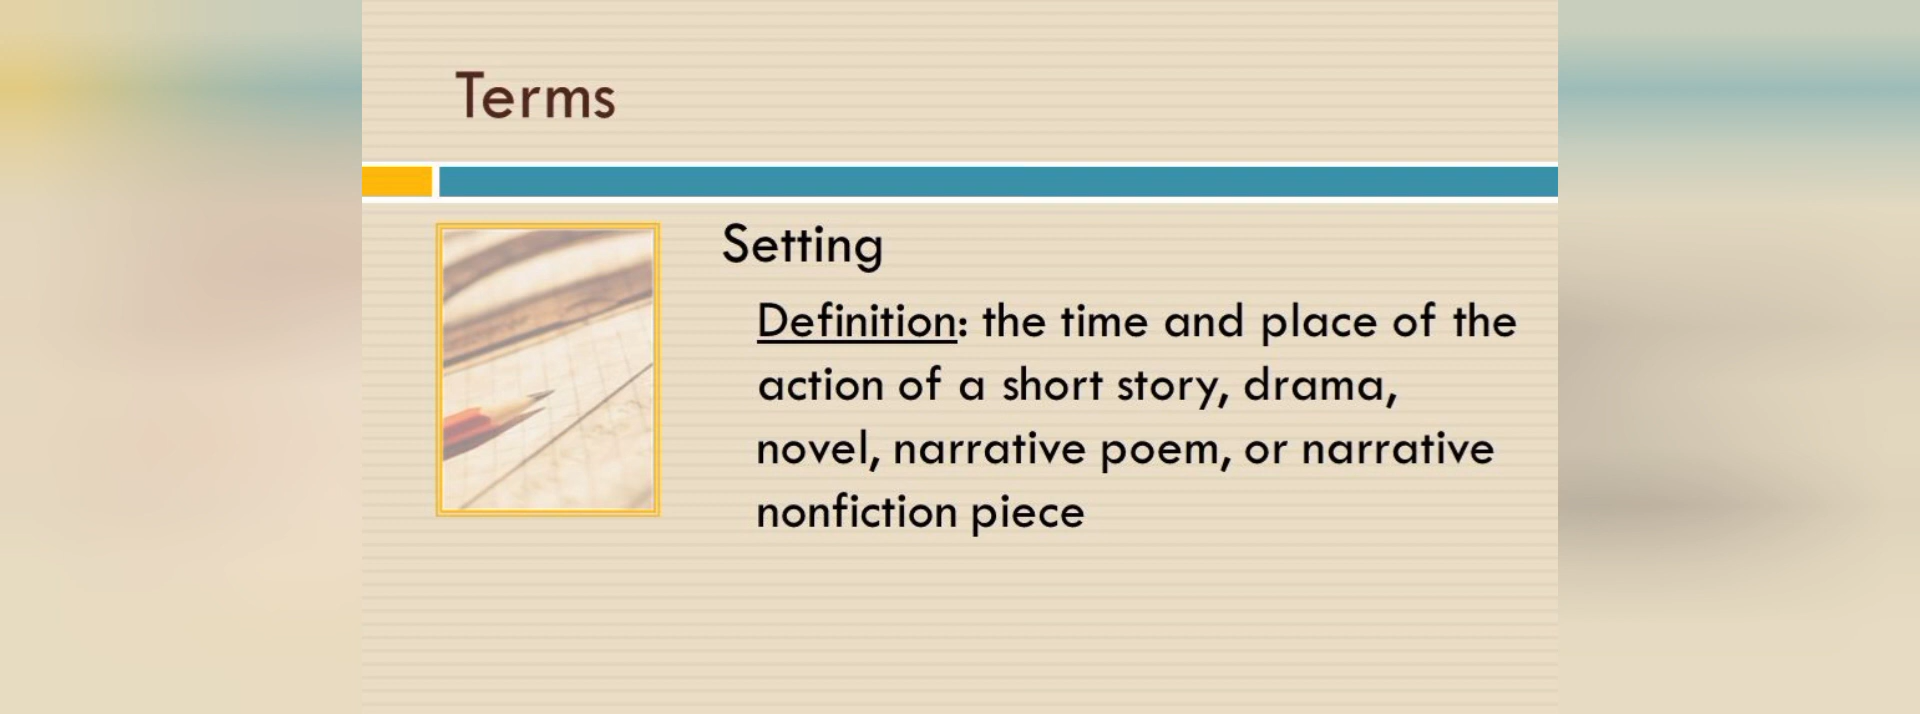 Terms
Setting
Definition: the time and place of the
action of a short story, drama,
novel, narrative poem, or narrative
nonfiction piece